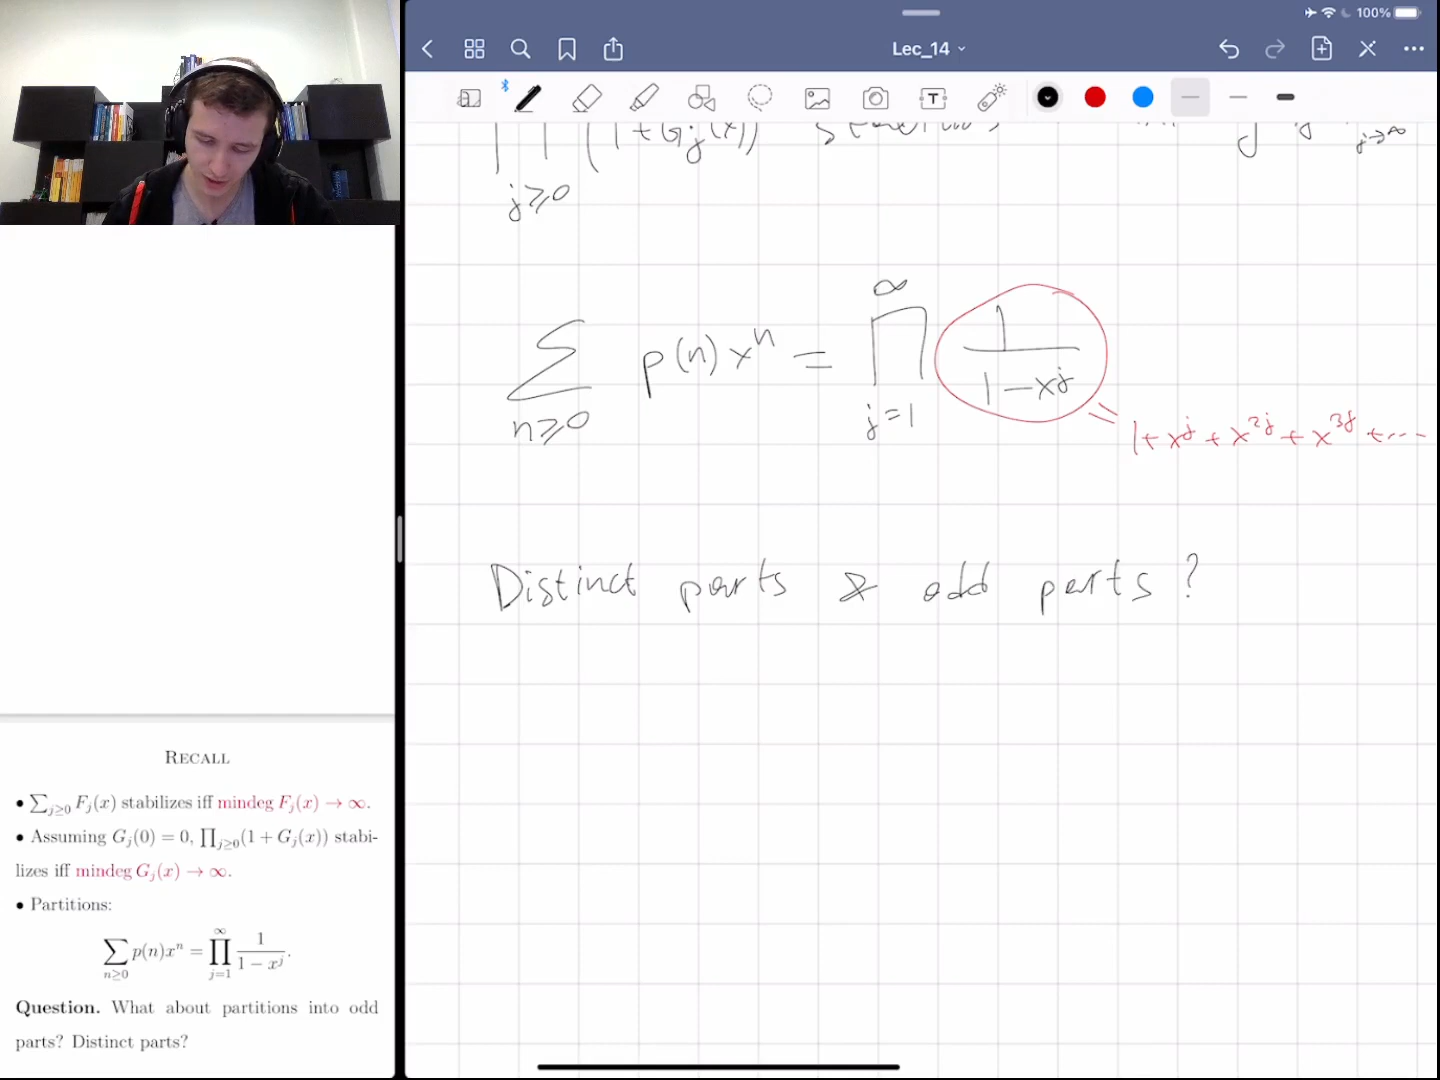 100%
Lec_14
∏ (1+G_j(x))
j→∞
j≥0
∑_{n≥0} p(n)x^n = ∏_{j=1}^∞ 1/(1-x^j)
= 1+x^j+x^{2j}+x^{3j}+...
Distinct parts & odd parts?
RECALL
• ∑_{j≥0} F_j(x) stabilizes iff mindeg F_j(x) → ∞.
• Assuming G_j(0) = 0, ∏_{j≥0}(1 + G_j(x)) stabi-
lizes iff mindeg G_j(x) → ∞.
• Partitions:
∑_{n≥0} p(n)x^n = ∏_{j=1}^∞ 1/(1 − x^j).
Question. What about partitions into odd
parts? Distinct parts?